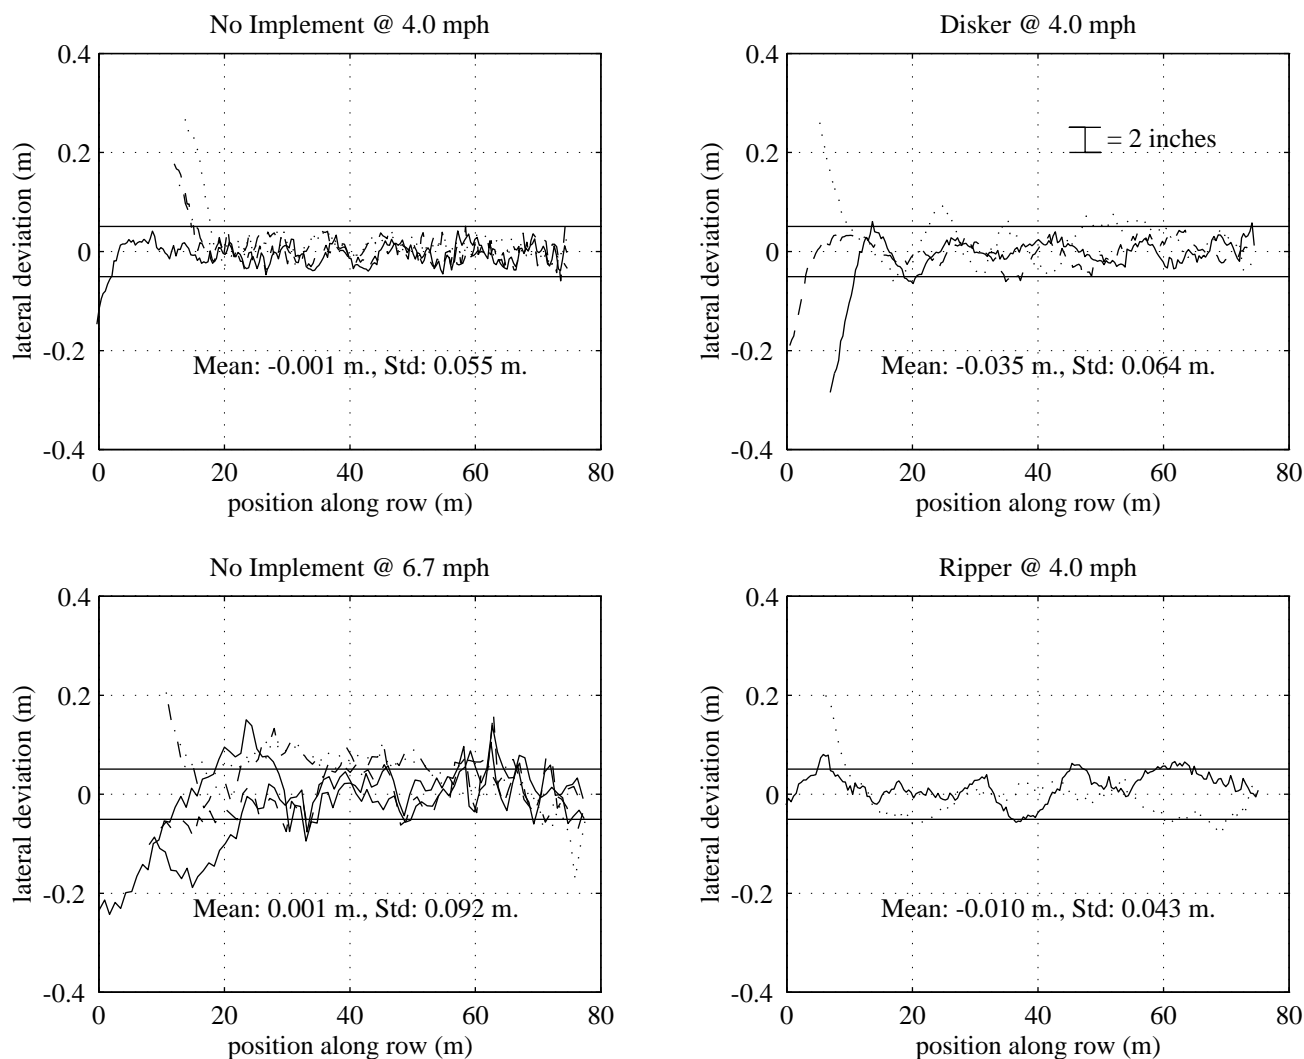 No Implement @ 4.0 mph
0.4
0.2
0
-0.2
-0.4
lateral deviation (m)
Mean: -0.001 m., Std: 0.055 m.
0 20 40 60 80
position along row (m)
Disker @ 4.0 mph
0.4
0.2
0
-0.2
-0.4
lateral deviation (m)
= 2 inches
Mean: -0.035 m., Std: 0.064 m.
0 20 40 60 80
position along row (m)
No Implement @ 6.7 mph
0.4
0.2
0
-0.2
-0.4
lateral deviation (m)
Mean: 0.001 m., Std: 0.092 m.
0 20 40 60 80
position along row (m)
Ripper @ 4.0 mph
0.4
0.2
0
-0.2
-0.4
lateral deviation (m)
Mean: -0.010 m., Std: 0.043 m.
0 20 40 60 80
position along row (m)